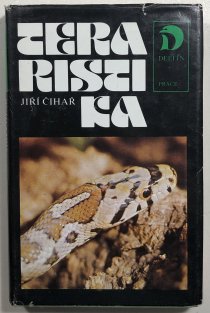 TERA
RISTI
KA
JIŘÍ ČIHAŘ
DELFÍN
PRÁCE